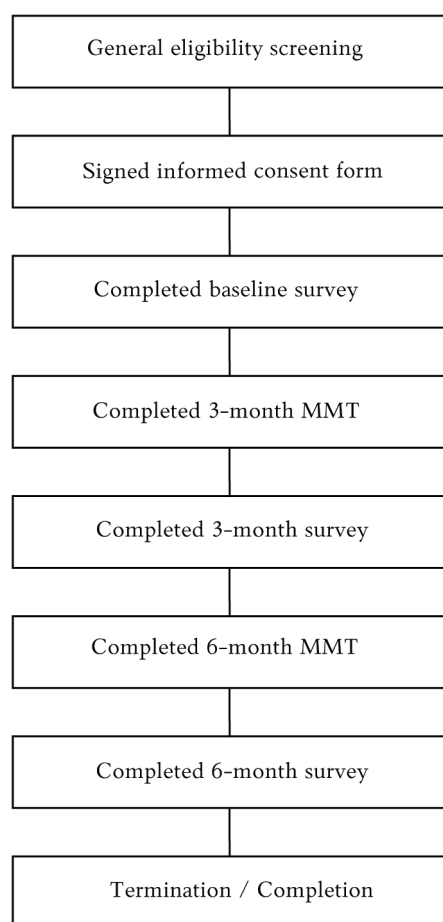 General eligibility screening
Signed informed consent form
Completed baseline survey
Completed 3-month MMT
Completed 3-month survey
Completed 6-month MMT
Completed 6-month survey
Termination / Completion